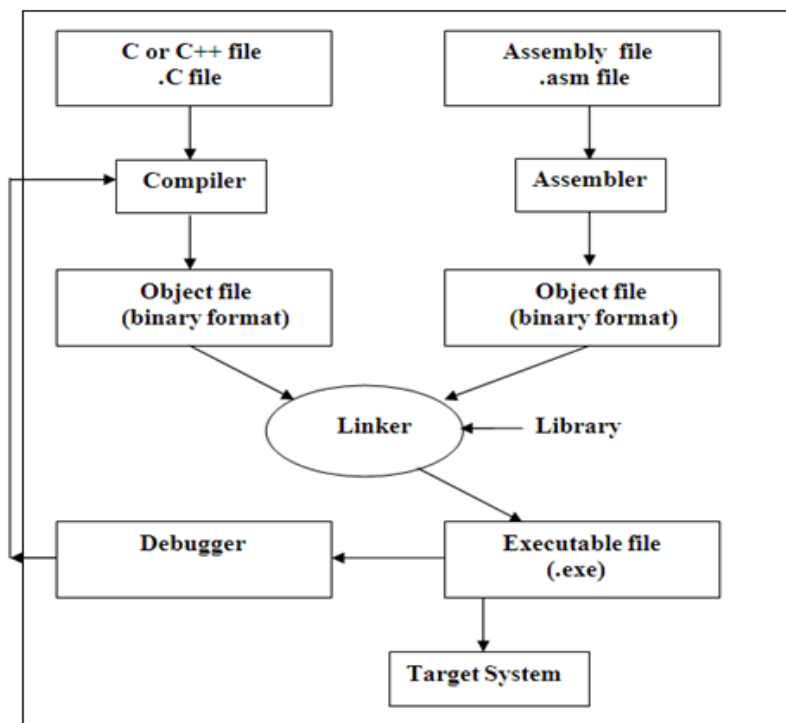 C or C++ file
.C file
Assembly file
.asm file
Compiler
Assembler
Object file
(binary format)
Object file
(binary format)
Linker
Library
Debugger
Executable file
(.exe)
Target System